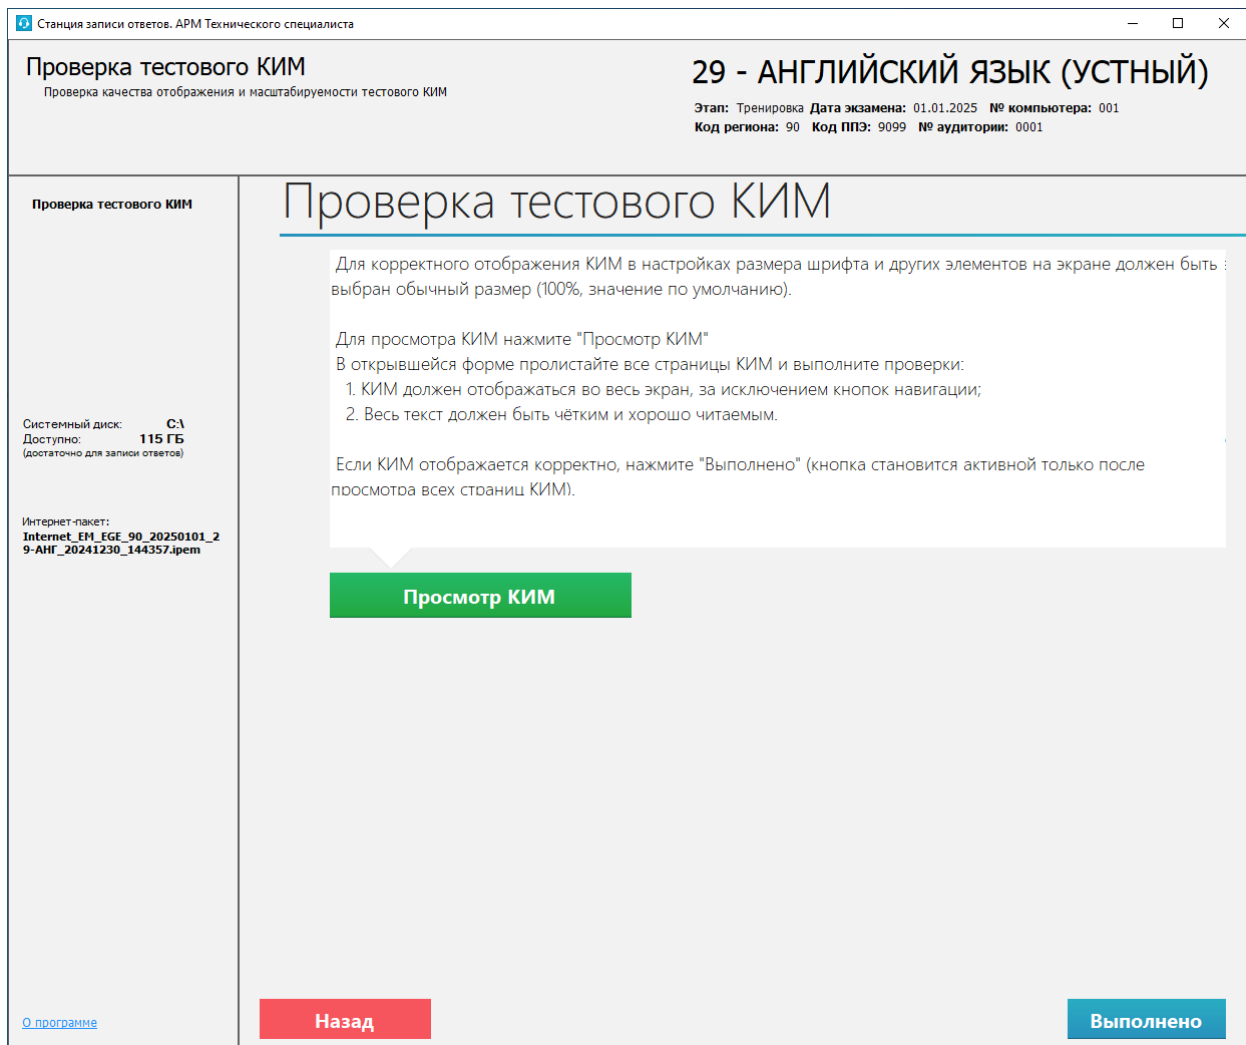 Станция записи ответов. АРМ Технического специалиста
Проверка тестового КИМ
Проверка качества отображения и масштабируемости тестового КИМ
29 - АНГЛИЙСКИЙ ЯЗЫК (УСТНЫЙ)
Этап: Тренировка Дата экзамена: 01.01.2025 № компьютера: 001
Код региона: 90 Код ППЭ: 9099 № аудитории: 0001
Проверка тестового КИМ
Системный диск: C:\
Доступно: 115 ГБ
(достаточно для записи ответов)
Интернет-пакет:
Internet_EM_EGE_90_20250101_2
9-АНГ_20241230_144357.ipem
О программе
Проверка тестового КИМ
Для корректного отображения КИМ в настройках размера шрифта и других элементов на экране должен быть
выбран обычный размер (100%, значение по умолчанию).
Для просмотра КИМ нажмите "Просмотр КИМ"
В открывшейся форме пролистайте все страницы КИМ и выполните проверки:
1. КИМ должен отображаться во весь экран, за исключением кнопок навигации;
2. Весь текст должен быть чётким и хорошо читаемым.
Если КИМ отображается корректно, нажмите "Выполнено" (кнопка становится активной только после
просмотра всех страниц КИМ).
Просмотр КИМ
Назад
Выполнено